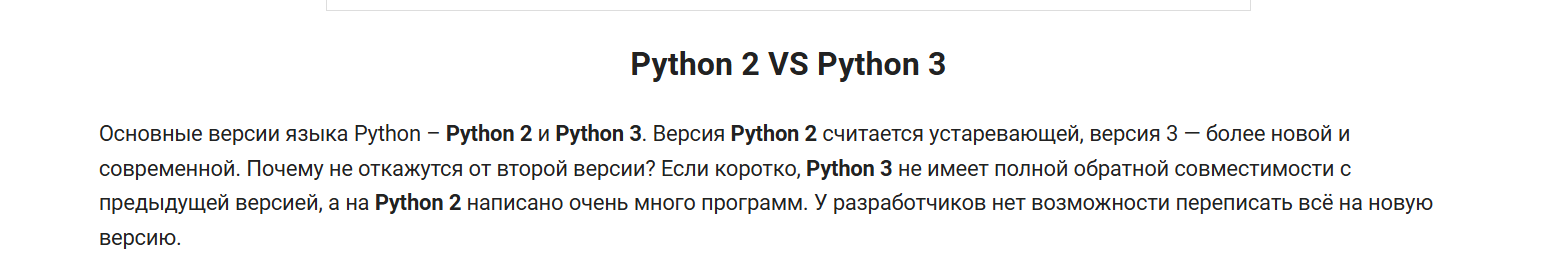 Python 2 VS Python 3
Основные версии языка Python – Python 2 и Python 3. Версия Python 2 считается устаревающей, версия 3 — более новой и
современной. Почему не откажутся от второй версии? Если коротко, Python 3 не имеет полной обратной совместимости с
предыдущей версией, а на Python 2 написано очень много программ. У разработчиков нет возможности переписать всё на новую
версию.